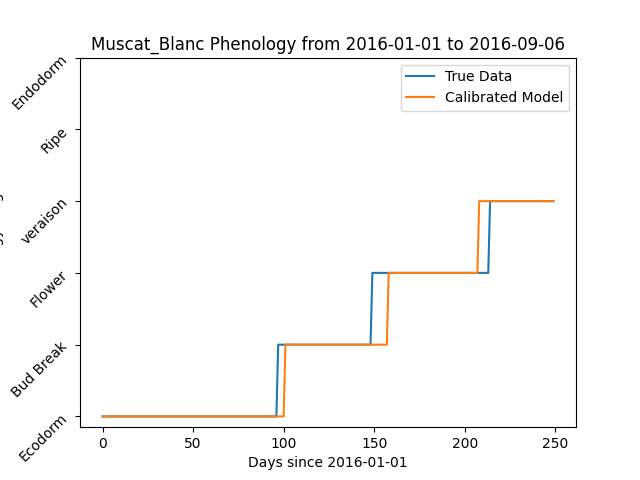 Muscat_Blanc Phenology from 2016-01-01 to 2016-09-06
True Data
Calibrated Model
Endodorm
Ripe
veraison
Flower
Bud Break
Ecodorm
0 50 100 150 200 250
Days since 2016-01-01